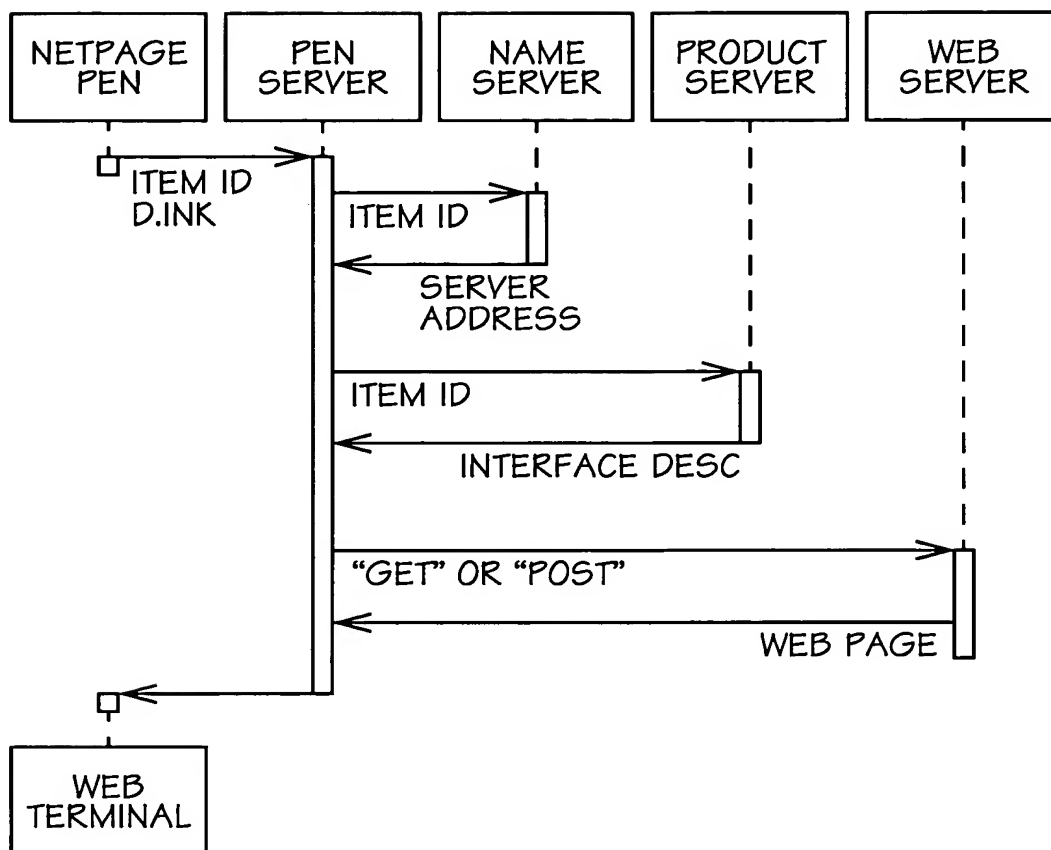 NETPAGE
PEN
PEN
SERVER
NAME
SERVER
PRODUCT
SERVER
WEB
SERVER
ITEM ID
D.INK
ITEM ID
SERVER
ADDRESS
ITEM ID
INTERFACE DESC
“GET” OR “POST”
WEB PAGE
WEB
TERMINAL